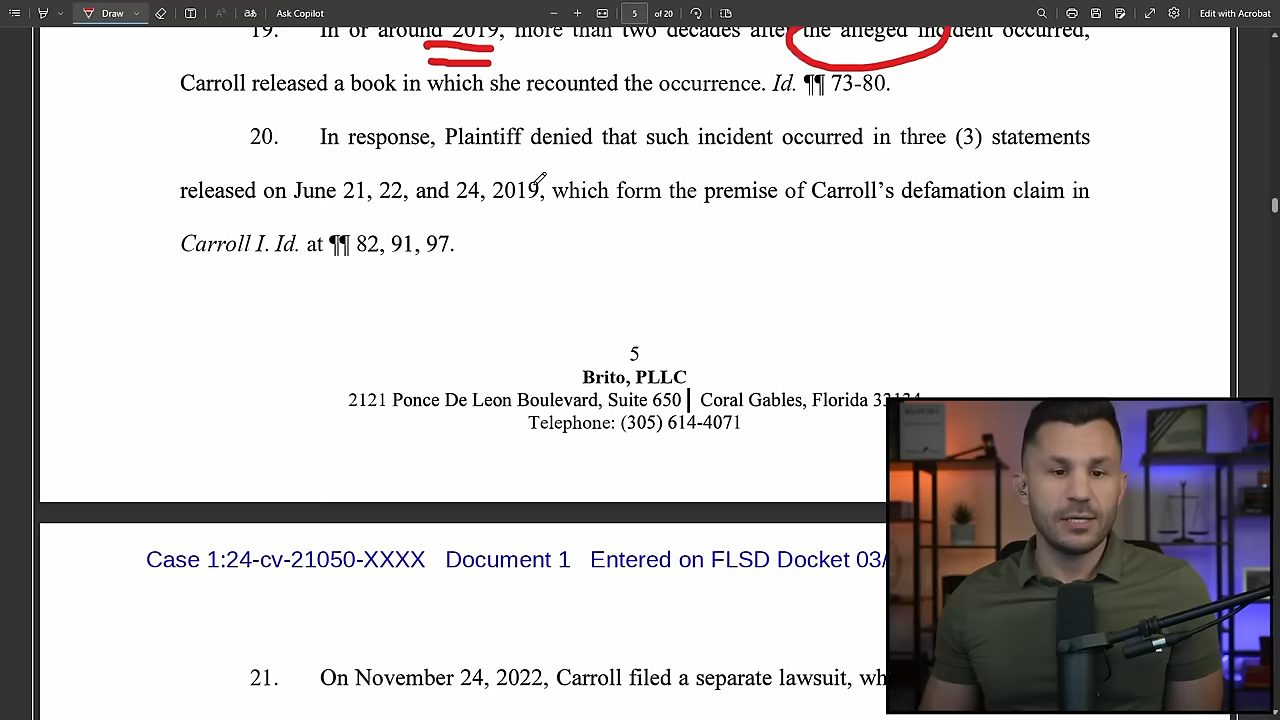 Draw
Ask Copilot
5 of 20
Edit with Acrobat
19. In or around 2019, more than two decades after the alleged incident occurred,
Carroll released a book in which she recounted the occurrence. Id. ¶¶ 73-80.
20. In response, Plaintiff denied that such incident occurred in three (3) statements
released on June 21, 22, and 24, 2019, which form the premise of Carroll’s defamation claim in
Carroll I. Id. at ¶¶ 82, 91, 97.
5
Brito, PLLC
2121 Ponce De Leon Boulevard, Suite 650 | Coral Gables, Florida
Telephone: (305) 614-4071
Case 1:24-cv-21050-XXXX Document 1 Entered on FLSD Docket 03/
21. On November 24, 2022, Carroll filed a separate lawsuit,